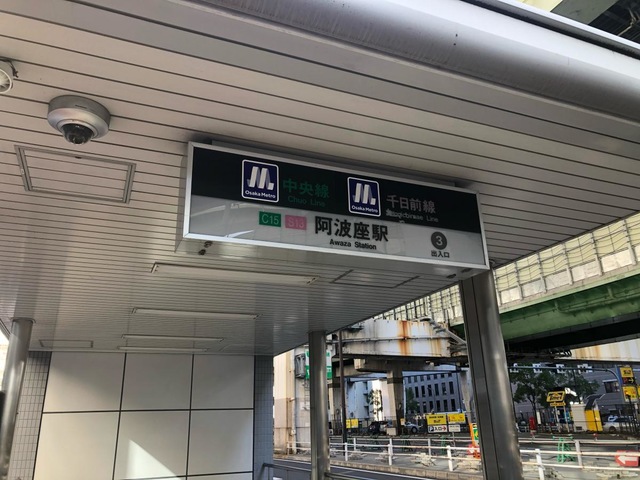 Osaka Metro
中央線
Chuo Line
Osaka Metro
千日前線
Sennichimae Line
C15
阿波座駅
Awaza Station
3
出入口